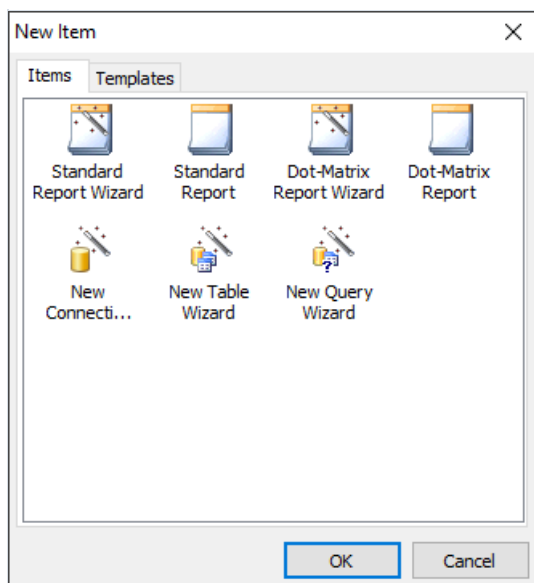 New Item
Items Templates
Standard Standard Dot-Matrix Dot-Matrix
Report Wizard Report Report Wizard Report
New New Table New Query
Connecti... Wizard Wizard
OK Cancel